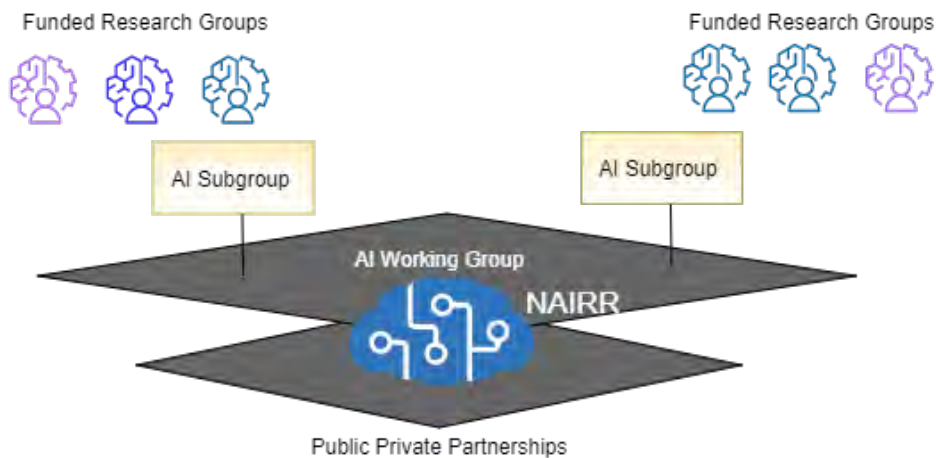 Funded Research Groups
Funded Research Groups
AI Subgroup
AI Subgroup
AI Working Group
NAIRR
Public Private Partnerships